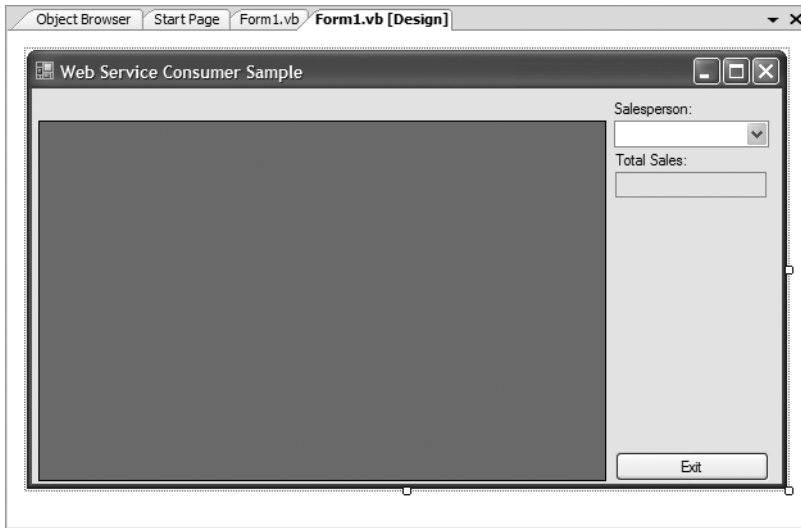 Object Browser Start Page Form1.vb Form1.vb [Design]
Web Service Consumer Sample
Salesperson:
Total Sales:
Exit